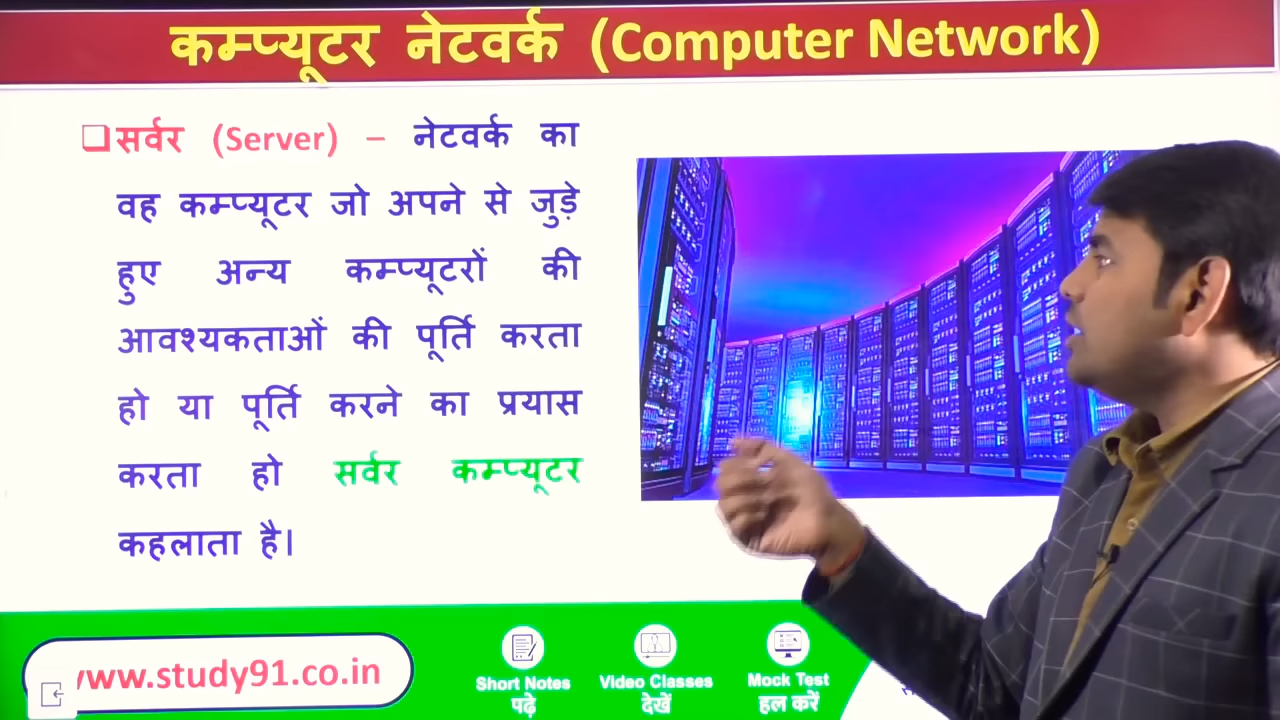 कम्प्यूटर नेटवर्क (Computer Network)
सर्वर (Server) – नेटवर्क का
वह कम्प्यूटर जो अपने से जुड़े
हुए अन्य कम्प्यूटरों की
आवश्यकताओं की पूर्ति करता
हो या पूर्ति करने का प्रयास
करता हो सर्वर कम्प्यूटर
कहलाता है।
www.study91.co.in
Short Notes
पढ़े
Video Classes
देखें
Mock Test
हल करें